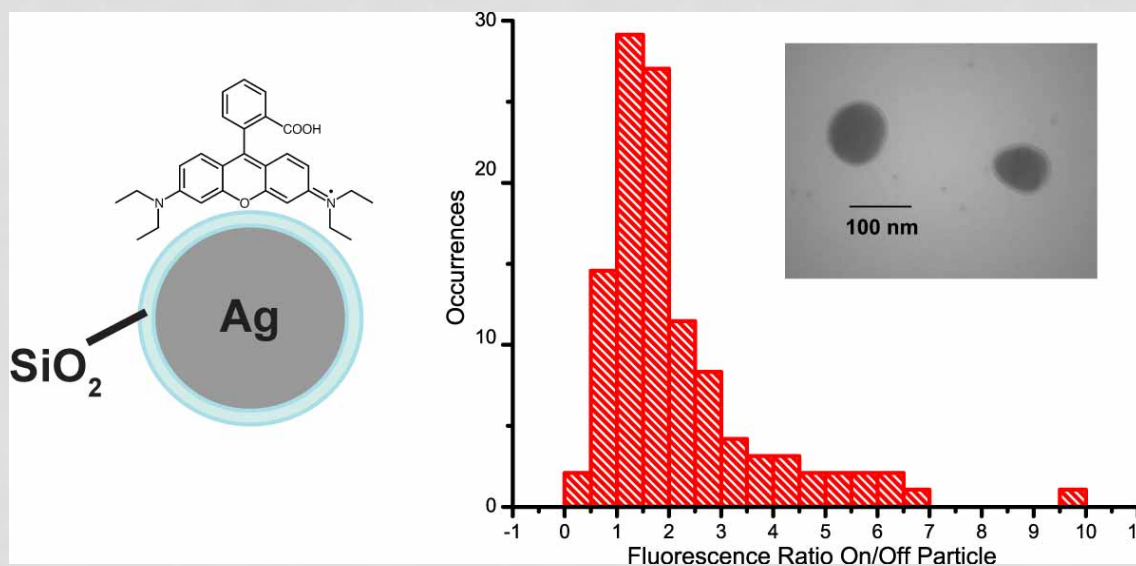 COOH
N
O
N
Ag
SiO₂
Occurrences
30
20
10
0
-1 0 1 2 3 4 5 6 7 8 9 10 11
Fluorescence Ratio On/Off Particle
100 nm